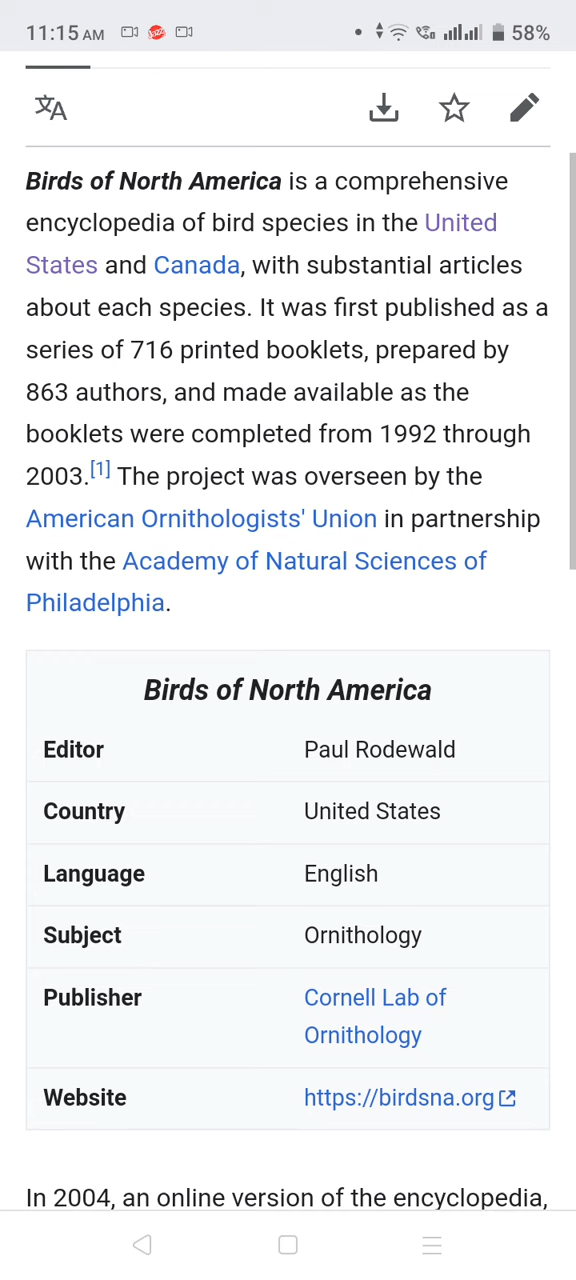 11:15 AM
58%
Birds of North America is a comprehensive
encyclopedia of bird species in the United
States and Canada, with substantial articles
about each species. It was first published as a
series of 716 printed booklets, prepared by
863 authors, and made available as the
booklets were completed from 1992 through
2003.[1] The project was overseen by the
American Ornithologists' Union in partnership
with the Academy of Natural Sciences of
Philadelphia.
Birds of North America
Editor Paul Rodewald
Country United States
Language English
Subject Ornithology
Publisher Cornell Lab of
Ornithology
Website https://birdsna.org
In 2004, an online version of the encyclopedia,